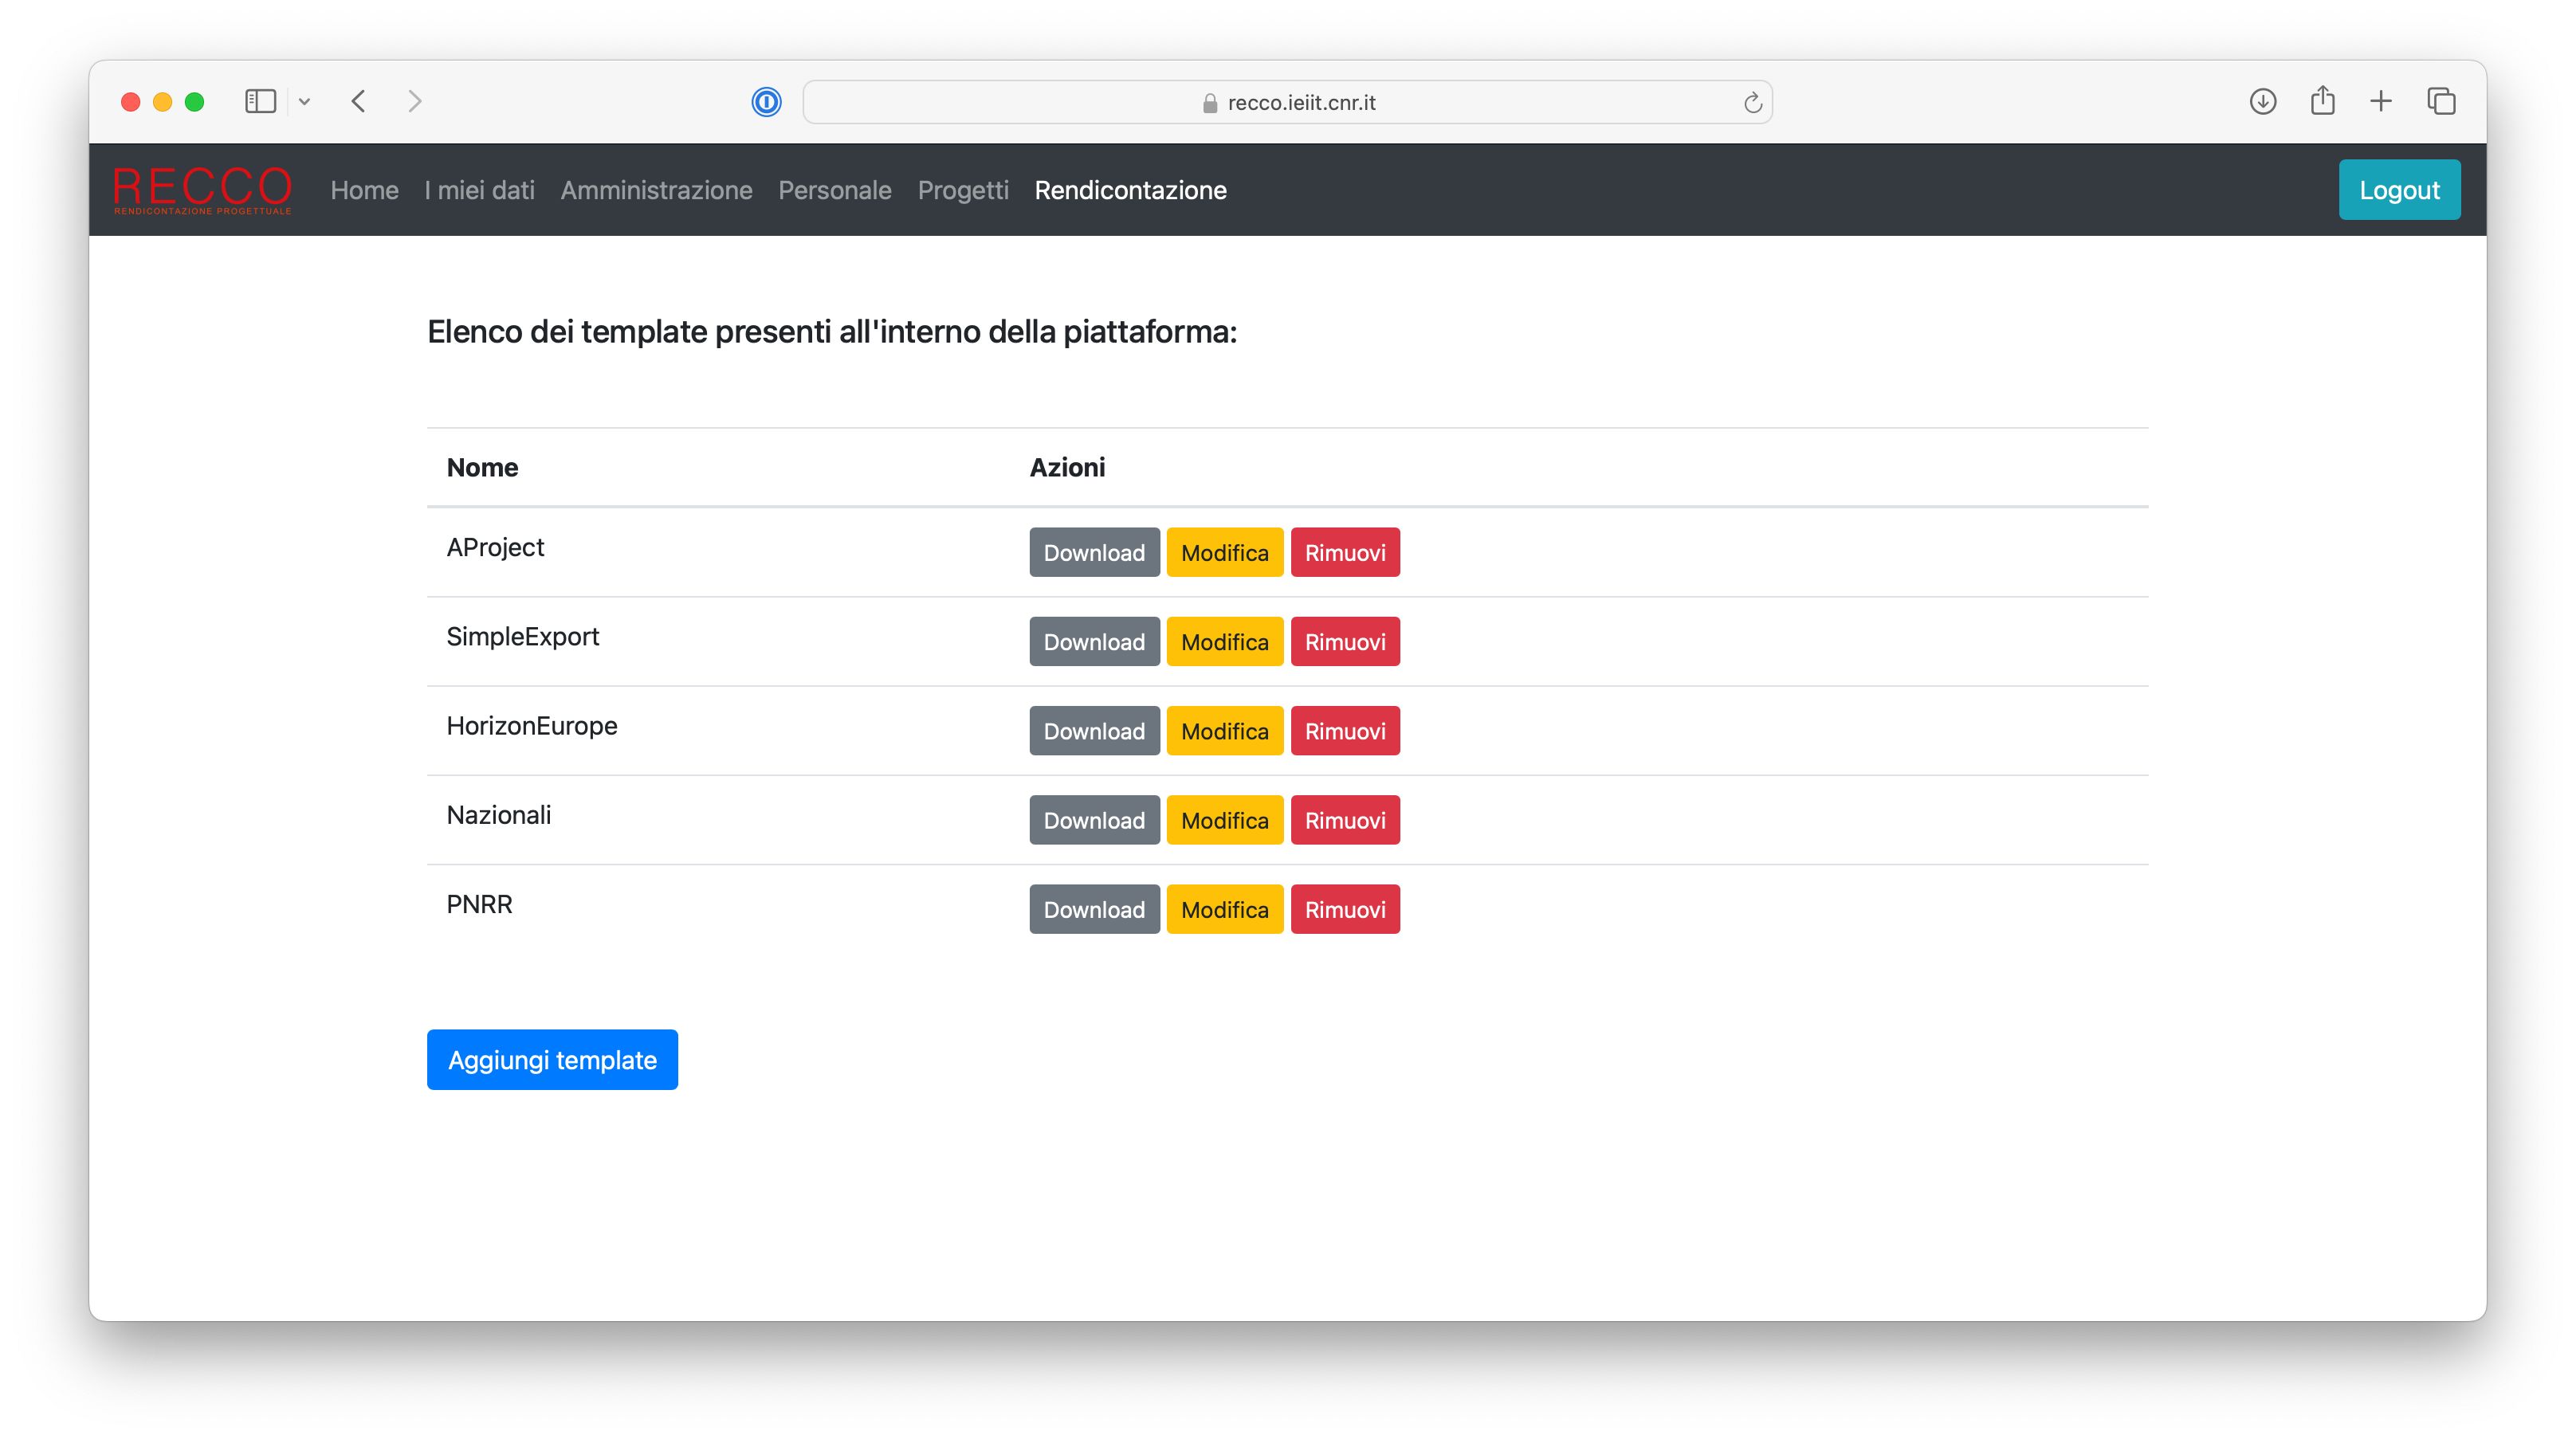 recco.ieiit.cnr.it
RECCO
RENDICONTAZIONE PROGETTUALE
Home I miei dati Amministrazione Personale Progetti Rendicontazione Logout
Elenco dei template presenti all'interno della piattaforma:
Nome Azioni
AProject Download Modifica Rimuovi
SimpleExport Download Modifica Rimuovi
HorizonEurope Download Modifica Rimuovi
Nazionali Download Modifica Rimuovi
PNRR Download Modifica Rimuovi
Aggiungi template